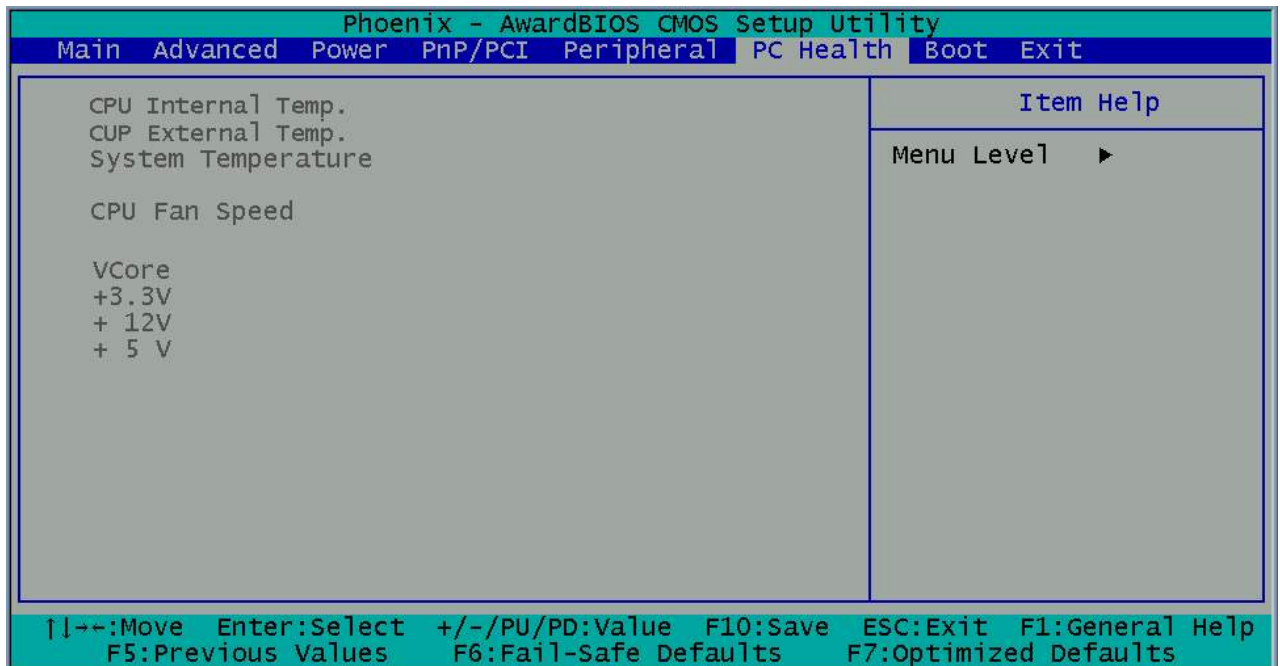 Phoenix - AwardBIOS CMOS Setup Utility
Main Advanced Power PnP/PCI Peripheral PC Health Boot Exit
CPU Internal Temp.
CUP External Temp.
System Temperature
CPU Fan Speed
VCore
+3.3V
+ 12V
+ 5 V
Item Help
Menu Level ►
↑↓→←:Move Enter:Select +/-/PU/PD:Value F10:Save ESC:Exit F1:General Help
F5:Previous Values F6:Fail-Safe Defaults F7:Optimized Defaults